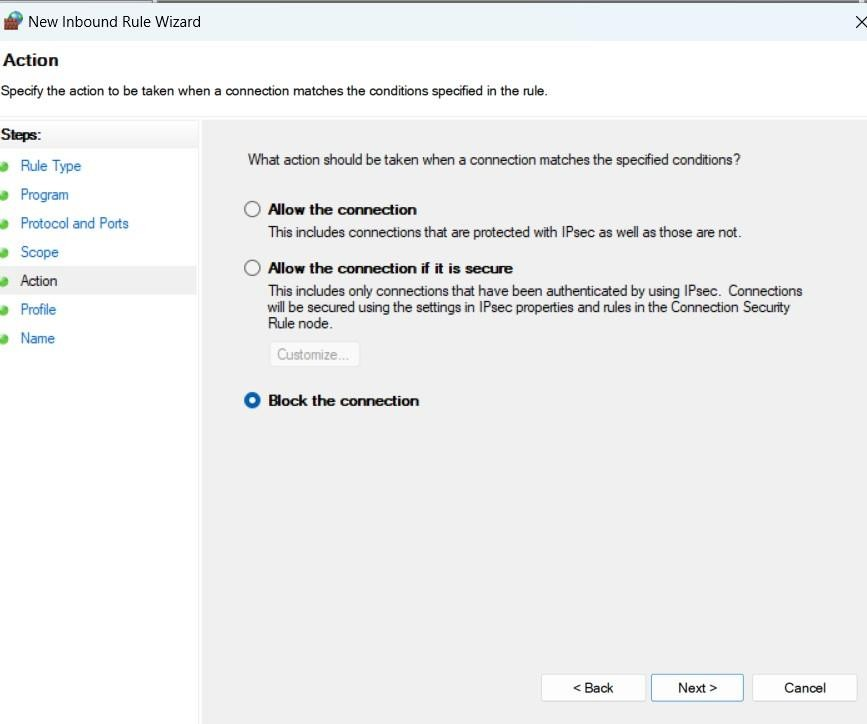 New Inbound Rule Wizard
Action
Specify the action to be taken when a connection matches the conditions specified in the rule.
Steps:
Rule Type
Program
Protocol and Ports
Scope
Action
Profile
Name
What action should be taken when a connection matches the specified conditions?
Allow the connection
This includes connections that are protected with IPsec as well as those are not.
Allow the connection if it is secure
This includes only connections that have been authenticated by using IPsec. Connections
will be secured using the settings in IPsec properties and rules in the Connection Security
Rule node.
Customize...
Block the connection
< Back
Next >
Cancel